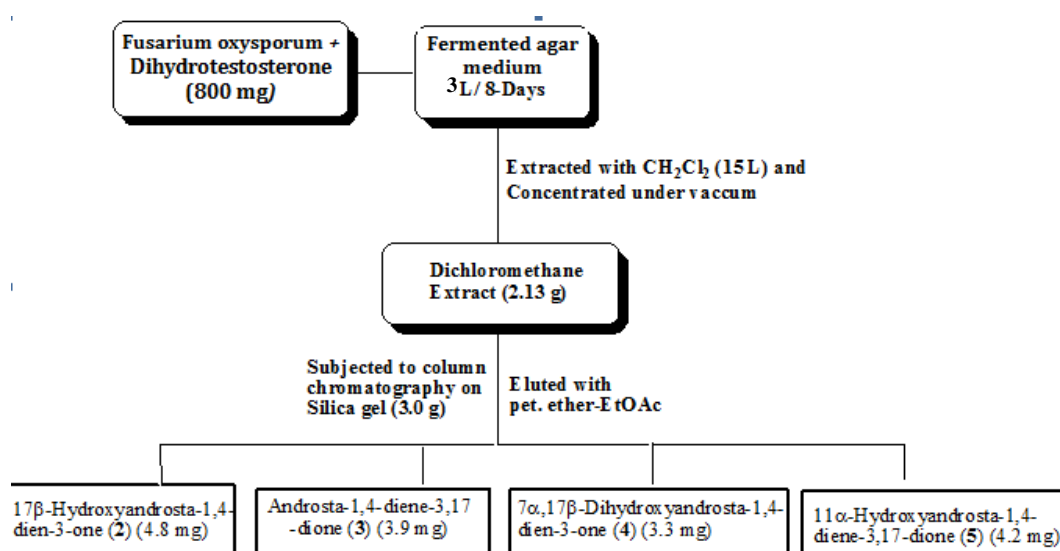 Fusarium oxysporum +
Dihydrotestosterone
(800 mg)
Fermented agar
medium
3L/ 8-Days
Extracted with CH₂Cl₂ (15 L) and
Concentrated under vaccum
Dichloromethane
Extract (2.13 g)
Subjected to column
chromatography on
Silica gel (3.0 g)
Eluted with
pet. ether-EtOAc
17β-Hydroxyandrosta-1,4-
dien-3-one (2) (4.8 mg)
Androsta-1,4-diene-3,17
-dione (3) (3.9 mg)
7α,17β-Dihydroxyandrosta-1,4-
dien-3-one (4) (3.3 mg)
11α-Hydroxyandrosta-1,4-
diene-3,17-dione (5) (4.2 mg)